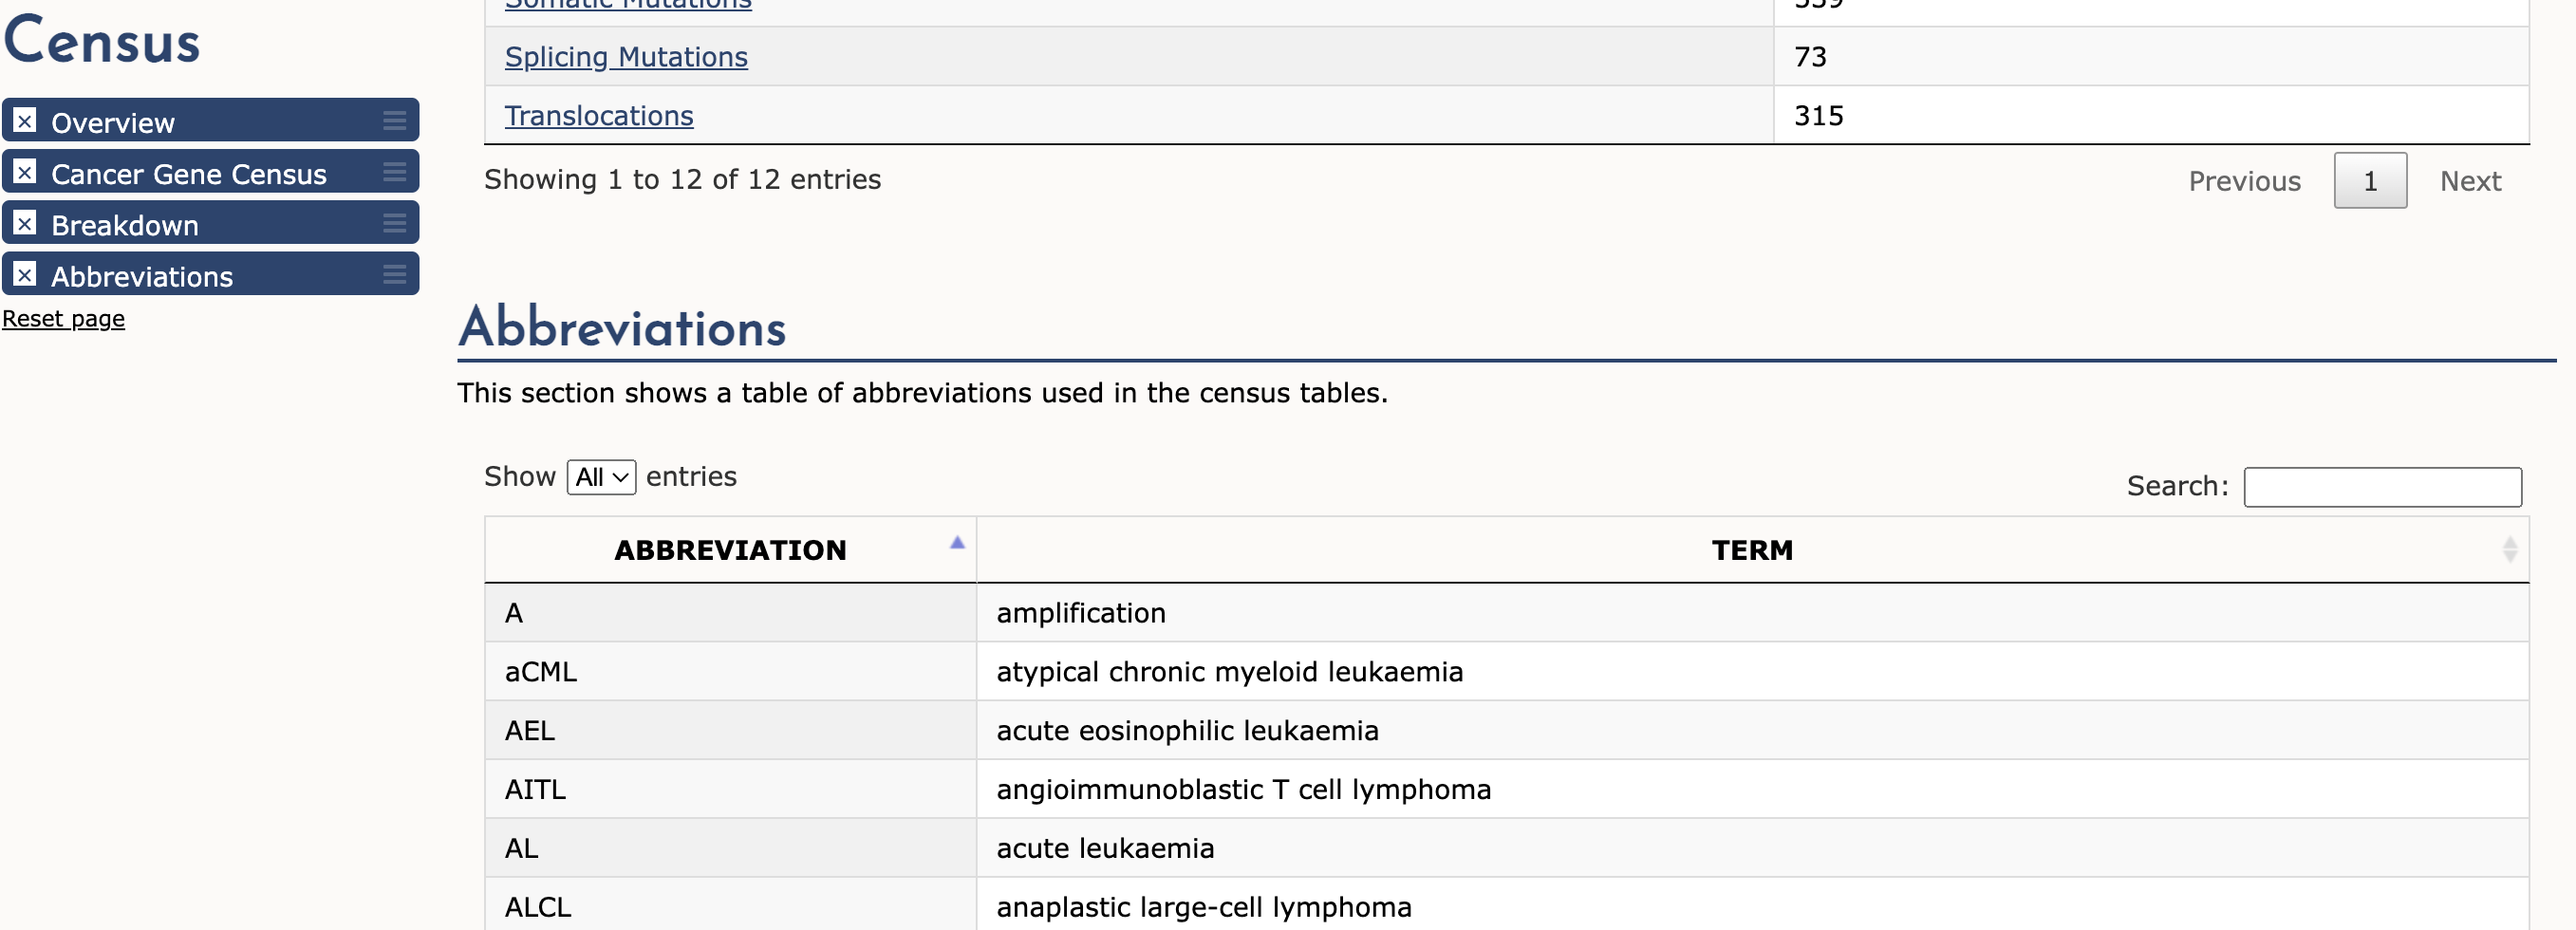 Census
Overview
Cancer Gene Census
Breakdown
Abbreviations
Reset page
Somatic Mutations 539
Splicing Mutations 73
Translocations 315
Showing 1 to 12 of 12 entries Previous 1 Next
Abbreviations
This section shows a table of abbreviations used in the census tables.
Show All entries Search:
ABBREVIATION TERM
A amplification
aCML atypical chronic myeloid leukaemia
AEL acute eosinophilic leukaemia
AITL angioimmunoblastic T cell lymphoma
AL acute leukaemia
ALCL anaplastic large-cell lymphoma